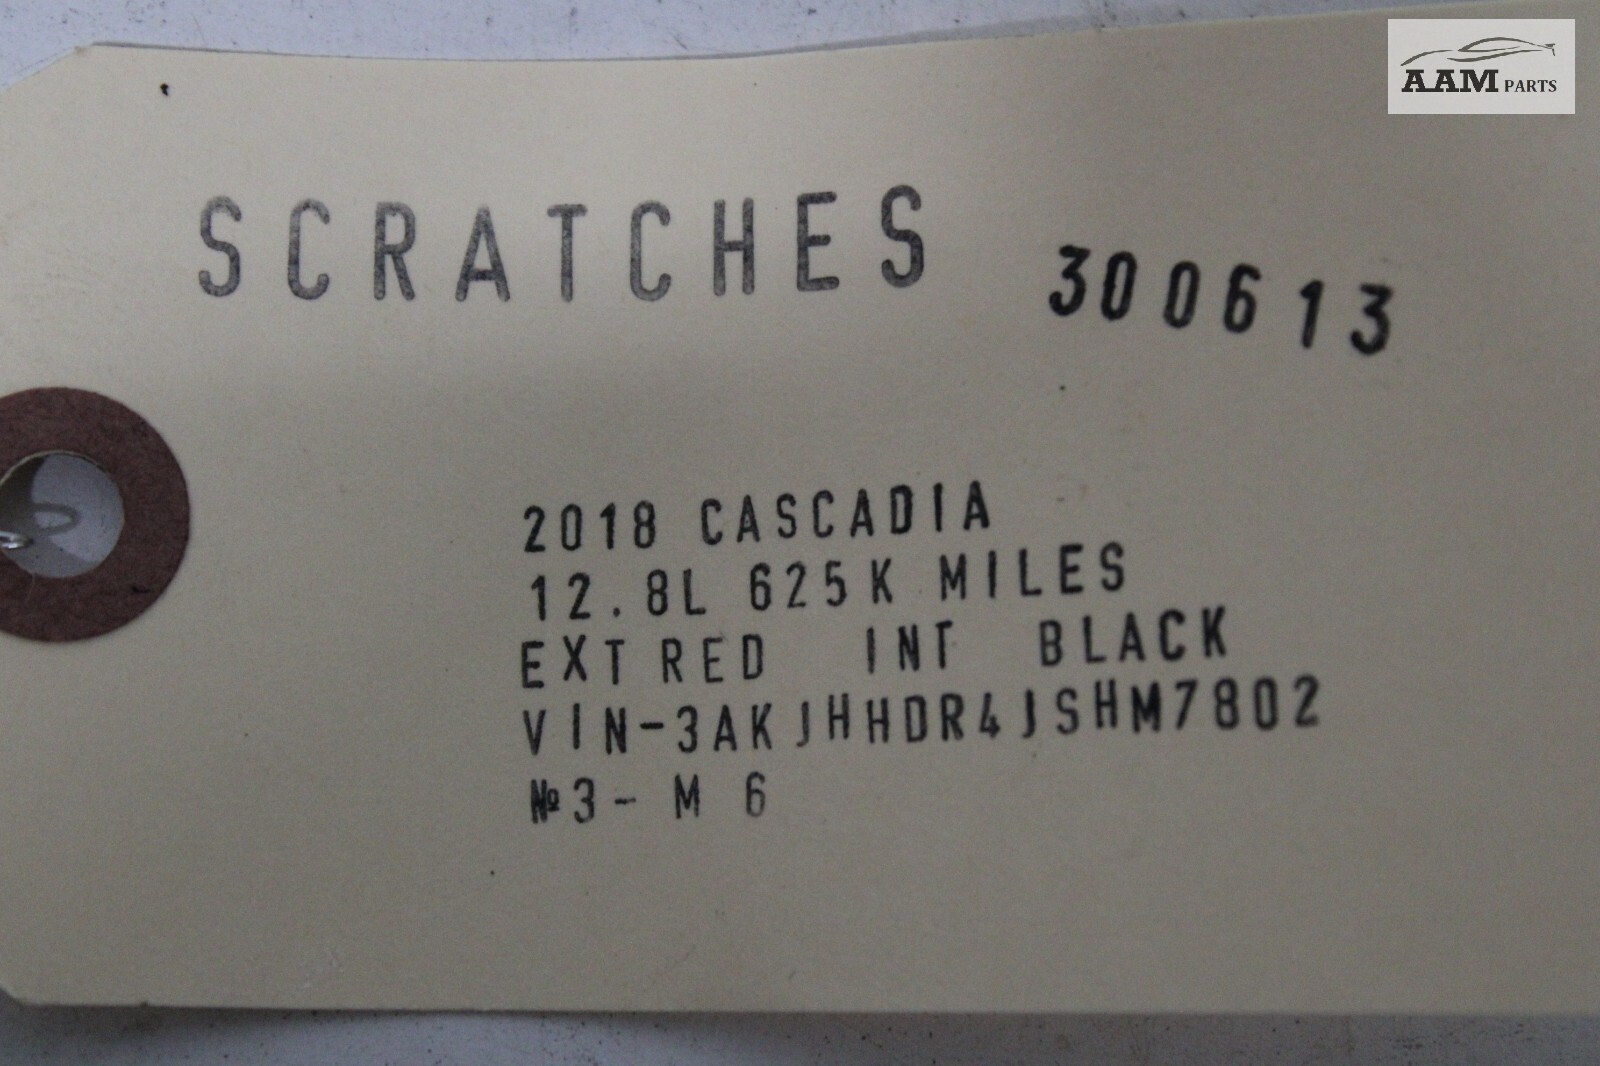 AAM PARTS
SCRATCHES
300613
2018 CASCADIA
12.8L 625K MILES
EXT RED INT BLACK
VIN-3AKJHHDR4JSHM7802
№3- M 6